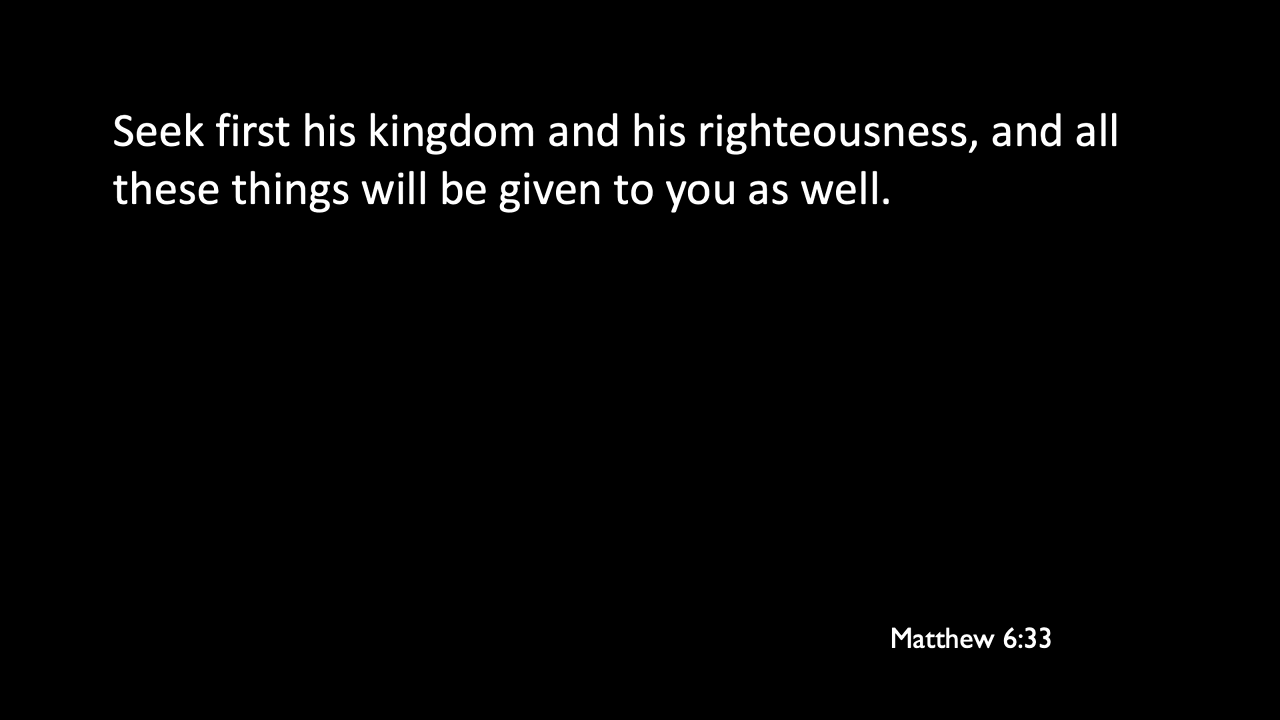 Seek first his kingdom and his righteousness, and all
these things will be given to you as well.
Matthew 6:33